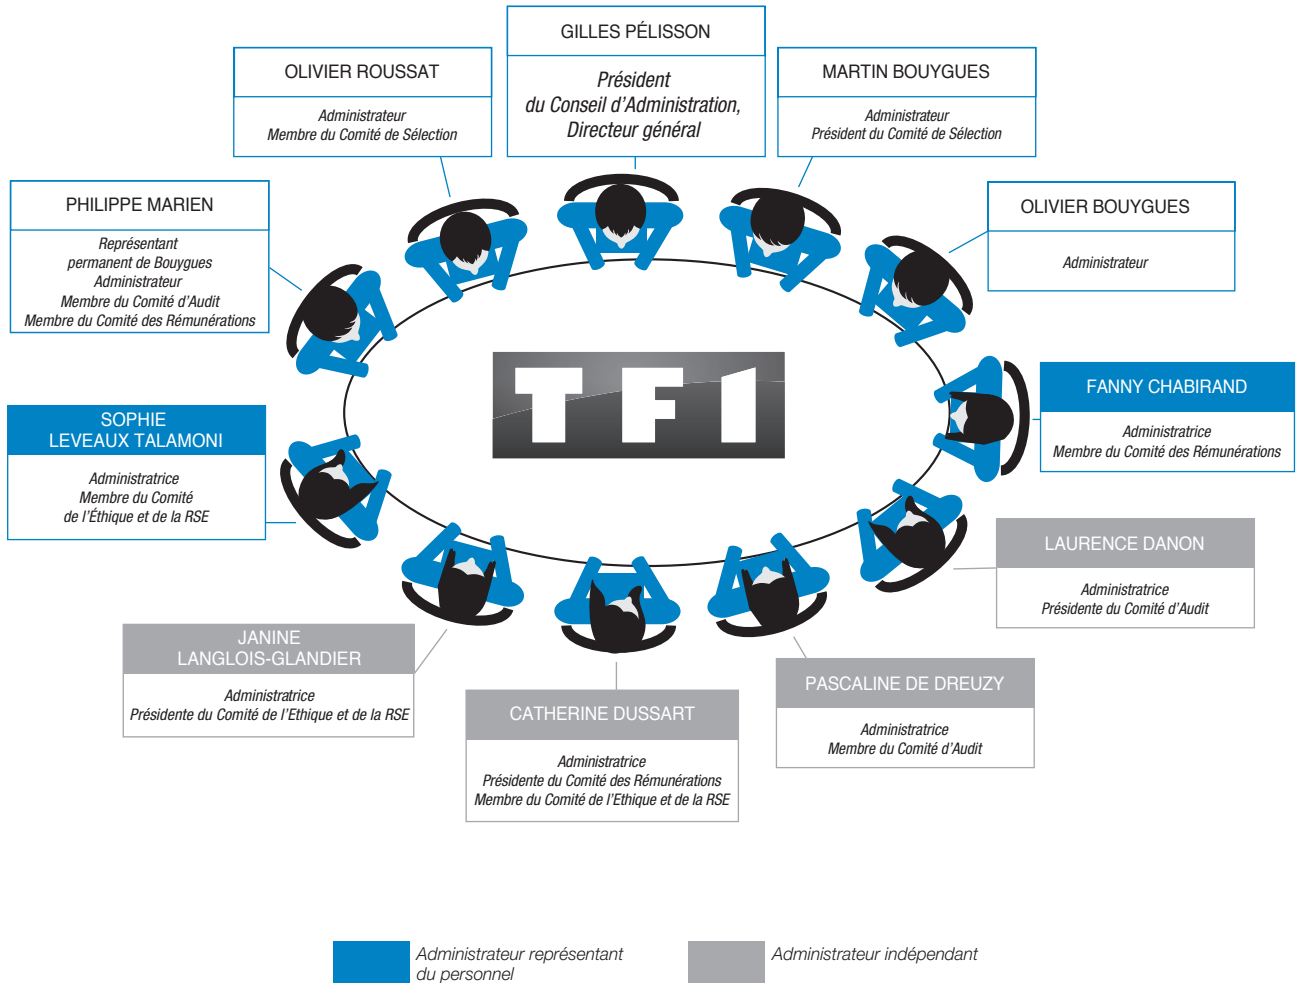 GILLES PÉLISSON
Président
du Conseil d'Administration,
Directeur général
OLIVIER ROUSSAT
Administrateur
Membre du Comité de Sélection
MARTIN BOUYGUES
Administrateur
Président du Comité de Sélection
PHILIPPE MARIEN
Représentant
permanent de Bouygues
Administrateur
Membre du Comité d'Audit
Membre du Comité des Rémunérations
OLIVIER BOUYGUES
Administrateur
TF1
FANNY CHABIRAND
Administratrice
Membre du Comité des Rémunérations
SOPHIE
LEVEAUX TALAMONI
Administratrice
Membre du Comité
de l'Éthique et de la RSE
LAURENCE DANON
Administratrice
Présidente du Comité d'Audit
JANINE
LANGLOIS-GLANDIER
Administratrice
Présidente du Comité de l'Ethique et de la RSE
CATHERINE DUSSART
Administratrice
Présidente du Comité des Rémunérations
Membre du Comité de l'Ethique et de la RSE
PASCALINE DE DREUZY
Administratrice
Membre du Comité d'Audit
Administrateur représentant
du personnel
Administrateur indépendant